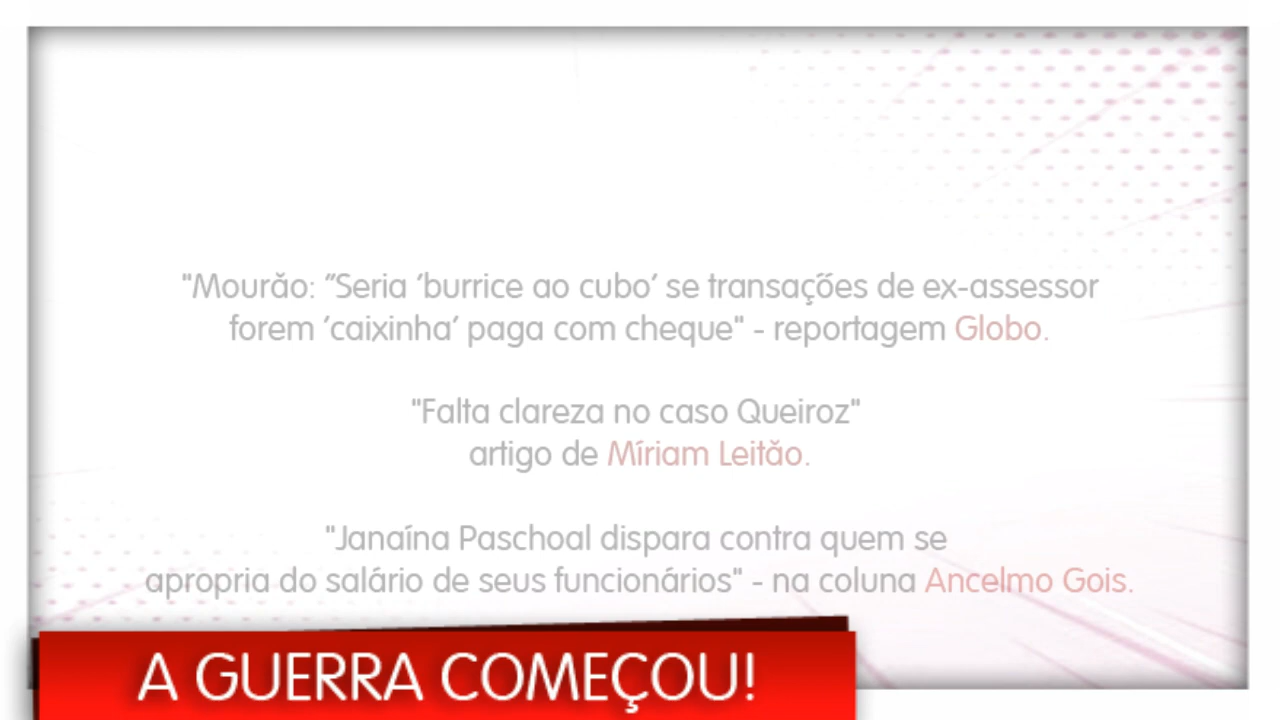 "Mourão: “Seria ‘burrice ao cubo’ se transações de ex-assessor
forem ‘caixinha’ paga com cheque" - reportagem Globo.
"Falta clareza no caso Queiroz"
artigo de Míriam Leitão.
"Janaína Paschoal dispara contra quem se
apropria do salário de seus funcionários" - na coluna Ancelmo Gois.
A GUERRA COMEÇOU!